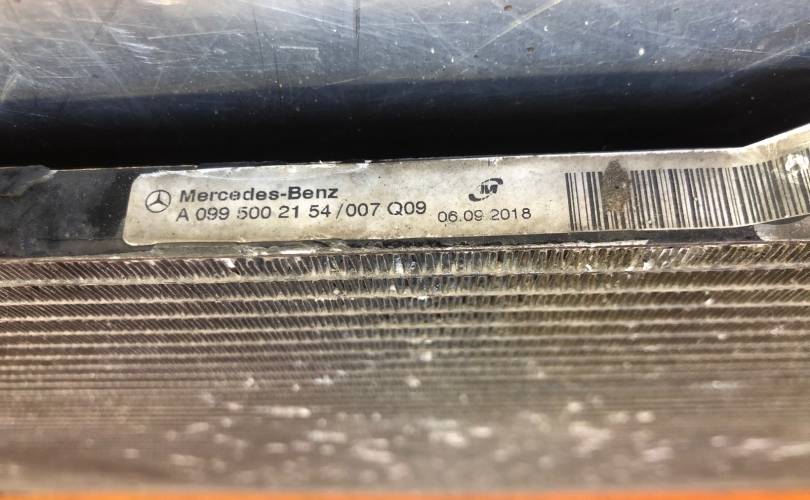 Mercedes-Benz
A 099 500 21 54 / 007 Q09
06.09.2018